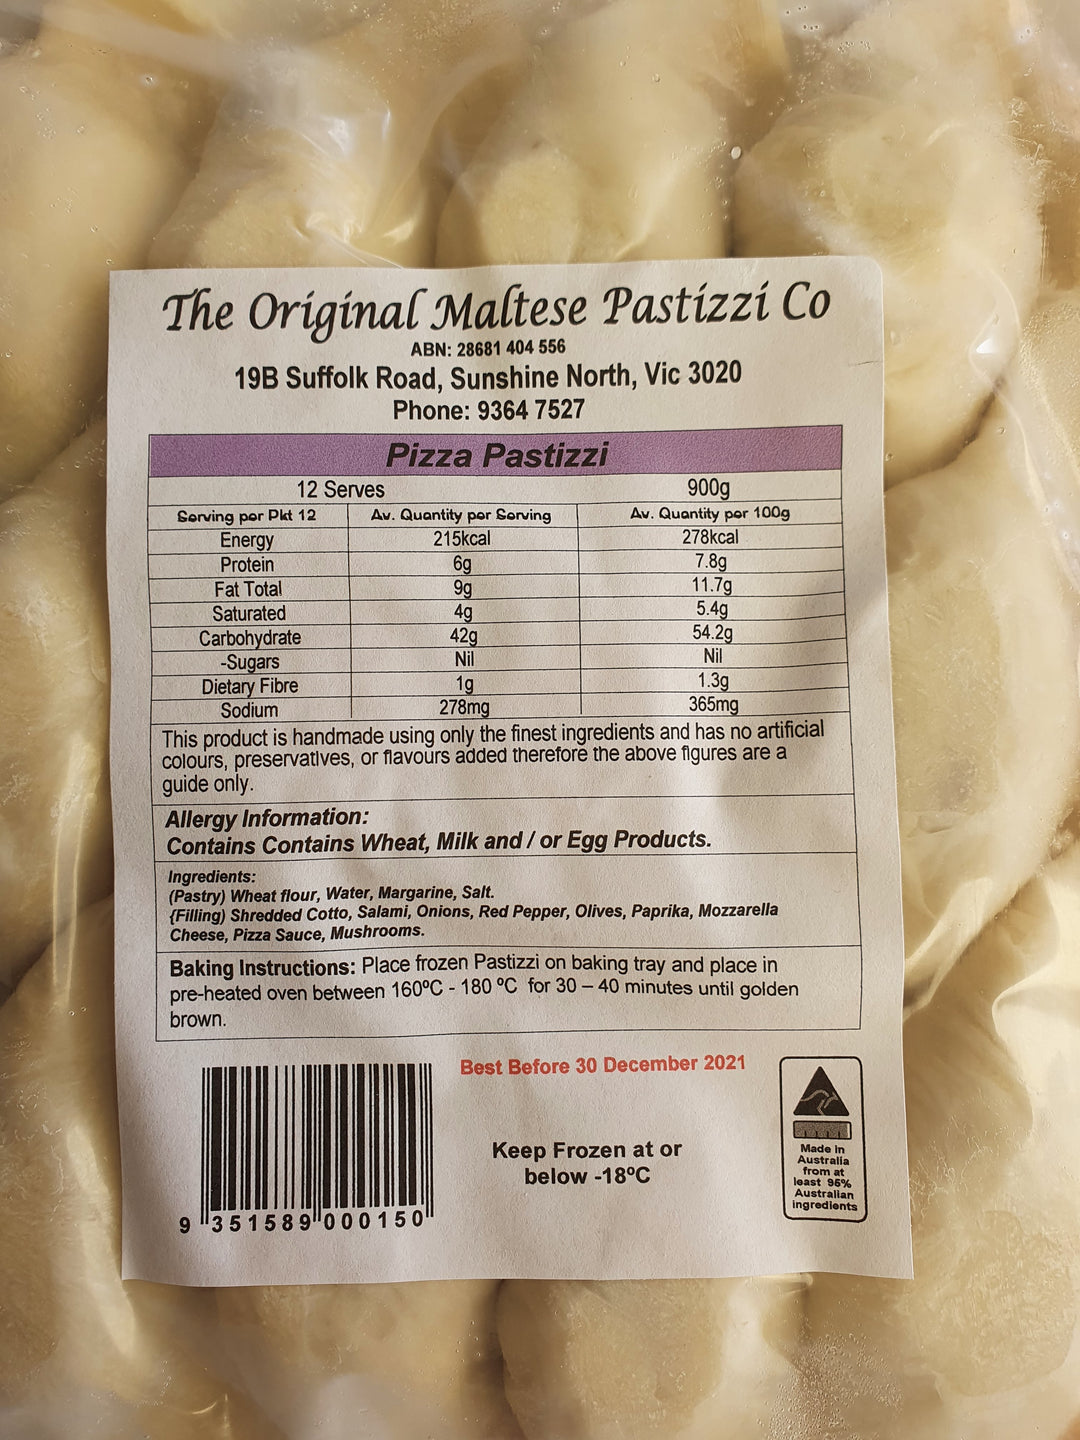 The Original Maltese Pastizzi Co
ABN: 28681 404 556
19B Suffolk Road, Sunshine North, Vic 3020
Phone: 9364 7527
Pizza Pastizzi
12 Serves 900g
Serving per Pkt 12 Av. Quantity per Serving Av. Quantity per 100g
Energy 215kcal 278kcal
Protein 6g 7.8g
Fat Total 9g 11.7g
Saturated 4g 5.4g
Carbohydrate 42g 54.2g
-Sugars Nil Nil
Dietary Fibre 1g 1.3g
Sodium 278mg 365mg
This product is handmade using only the finest ingredients and has no artificial
colours, preservatives, or flavours added therefore the above figures are a
guide only.
Allergy Information:
Contains Contains Wheat, Milk and / or Egg Products.
Ingredients:
(Pastry) Wheat flour, Water, Margarine, Salt.
{Filling) Shredded Cotto, Salami, Onions, Red Pepper, Olives, Paprika, Mozzarella
Cheese, Pizza Sauce, Mushrooms.
Baking Instructions: Place frozen Pastizzi on baking tray and place in
pre-heated oven between 160ºC - 180 ºC for 30 – 40 minutes until golden
brown.
Best Before 30 December 2021
Keep Frozen at or
below -18ºC
Made in
Australia
from at
least 95%
Australian
ingredients
9 351589 000150